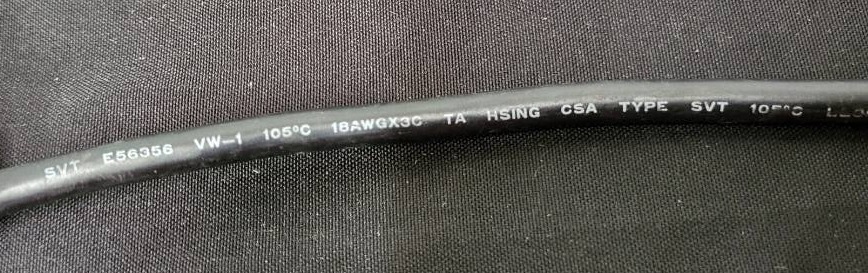 SVT E56356 VW-1 105°C 18AWGX3C TA HSING CSA TYPE SVT 105°C